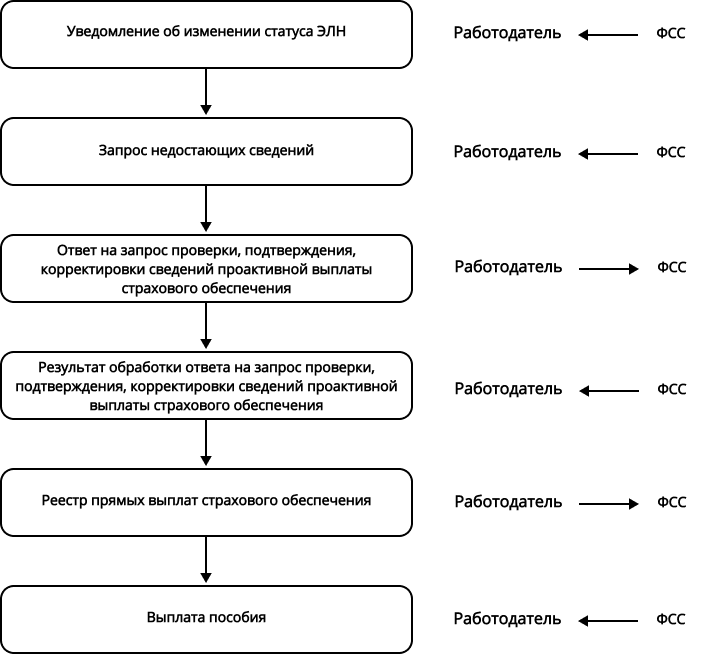 Уведомление об изменении статуса ЭЛН
Работодатель ФСС
Запрос недостающих сведений
Работодатель ФСС
Ответ на запрос проверки, подтверждения,
корректировки сведений проактивной выплаты
страхового обеспечения
Работодатель ФСС
Результат обработки ответа на запрос проверки,
подтверждения, корректировки сведений проактивной
выплаты страхового обеспечения
Работодатель ФСС
Реестр прямых выплат страхового обеспечения
Работодатель ФСС
Выплата пособия
Работодатель ФСС